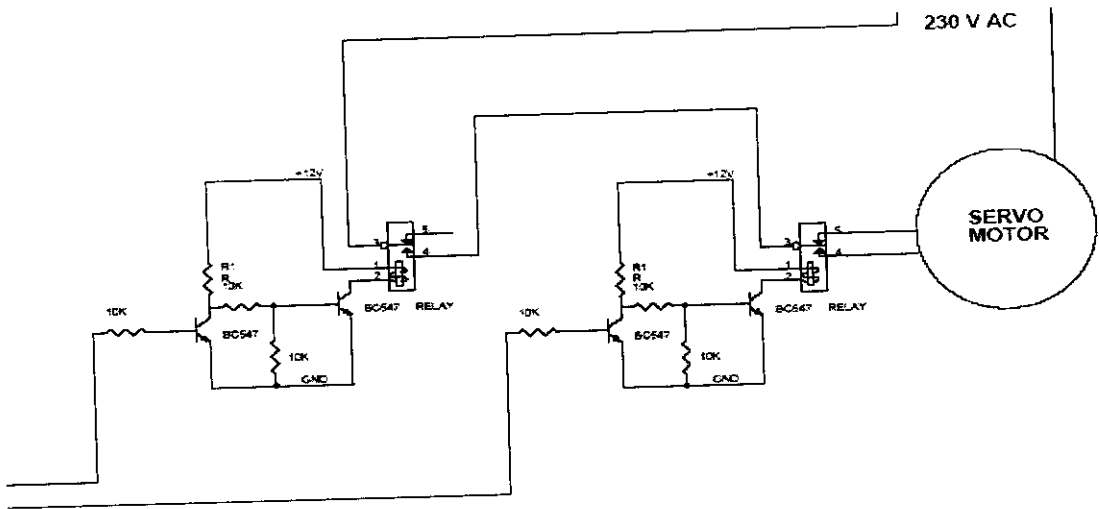 230 V AC
+12V
+12V
SERVO
MOTOR
3
5
4
3
5
4
R1
R
10K
1
2
R1
R
10K
1
2
10K
BC547
BC547
RELAY
10K
BC547
BC547
RELAY
10K
10K
GND
GND